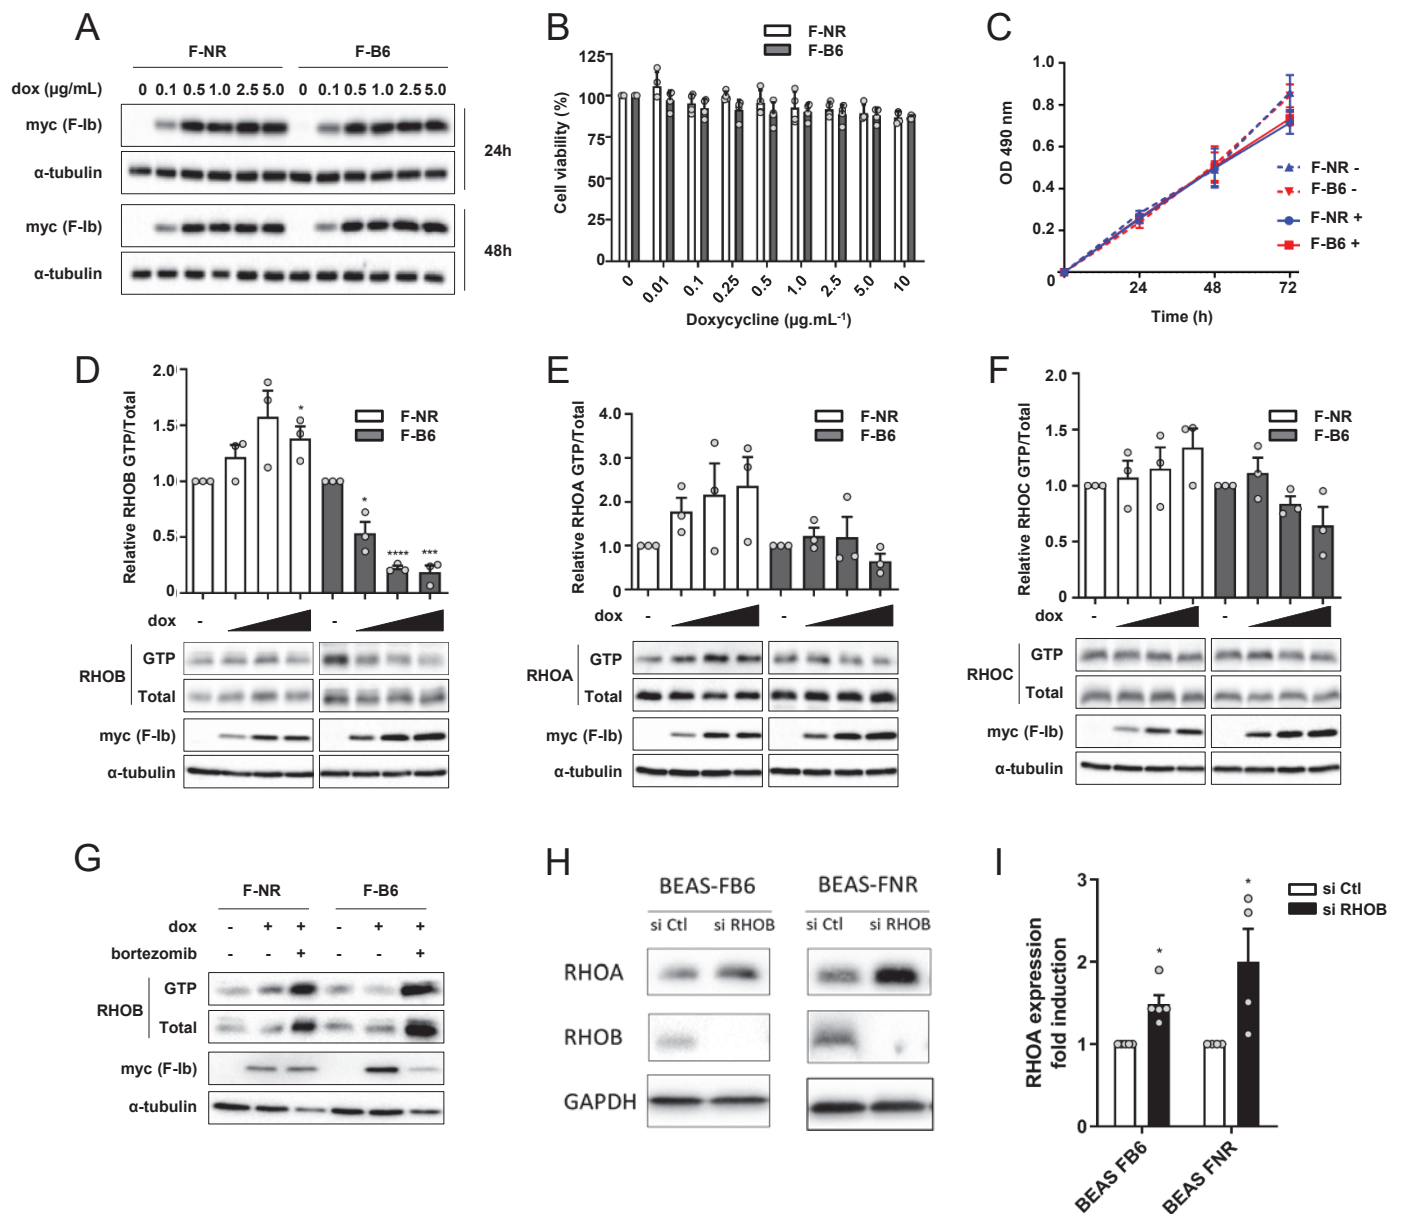 A
F-NR F-B6
dox (µg/mL) 0 0.1 0.5 1.0 2.5 5.0 0 0.1 0.5 1.0 2.5 5.0
myc (F-Ib)
α-tubulin
24h
myc (F-Ib)
α-tubulin
48h
B
F-NR
F-B6
Cell viability (%)
125
100
75
50
25
0
0 0.01 0.1 0.25 0.5 1.0 2.5 5.0 10
Doxycycline (µg.mL-1)
C
OD 490 nm
1.0
0.8
0.6
0.4
0.2
0
24 48 72
Time (h)
F-NR -
F-B6 -
F-NR +
F-B6 +
D
Relative RHOB GTP/Total
2.0
1.5
1.0
0.5
0
F-NR
F-B6
* * **** ***
dox - -
RHOB
GTP
Total
myc (F-Ib)
α-tubulin
E
Relative RHOA GTP/Total
4.0
3.0
2.0
1.0
0
F-NR
F-B6
dox - -
RHOA
GTP
Total
myc (F-Ib)
α-tubulin
F
Relative RHOC GTP/Total
2.0
1.5
1.0
0.5
0
F-NR
F-B6
dox - -
RHOC
GTP
Total
myc (F-Ib)
α-tubulin
G
F-NR F-B6
dox - + + - + +
bortezomib - - + - - +
RHOB
GTP
Total
myc (F-Ib)
α-tubulin
H
BEAS-FB6 BEAS-FNR
si Ctl si RHOB si Ctl si RHOB
RHOA
RHOB
GAPDH
I
RHOA expression
fold induction
3
2
1
0
* *
si Ctl
si RHOB
BEAS FB6
BEAS FNR